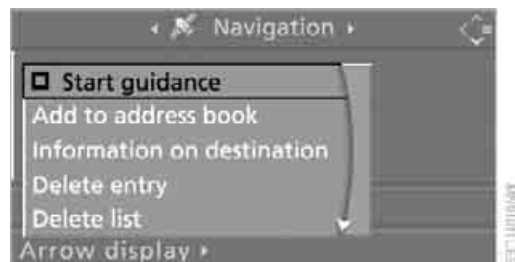 Navigation
Start guidance
Add to address book
Information on destination
Delete entry
Delete list
Arrow display